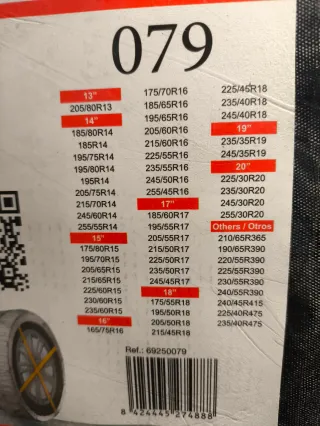 079
13"
205/80R13
14"
185/80R14
185R14
195/75R14
195/80R14
195R14
205/75R14
215/70R14
245/60R14
255/55R14
15"
175/80R15
195/70R15
205/65R15
215/65R15
225/60R15
230/60R15
235/60R15
16"
165/75R16
175/70R16
185/65R16
195/65R16
205/60R16
215/60R16
225/55R16
235/55R16
245/50R16
255/45R16
17"
185/60R17
195/55R17
205/50R17
205/55R17
215/50R17
225/50R17
235/45R17
245/45R17
18"
175/55R18
195/50R18
205/50R18
215/45R18
225/45R18
235/40R18
245/40R18
19"
235/35R19
245/35R19
20"
225/30R20
235/30R20
245/30R20
255/30R20
Others / Otros
210/65R365
190/65R390
220/55R390
230/55R390
240/55R390
240/45R415
225/40R475
235/40R475
Ref.: 69250079
8 424445 274888